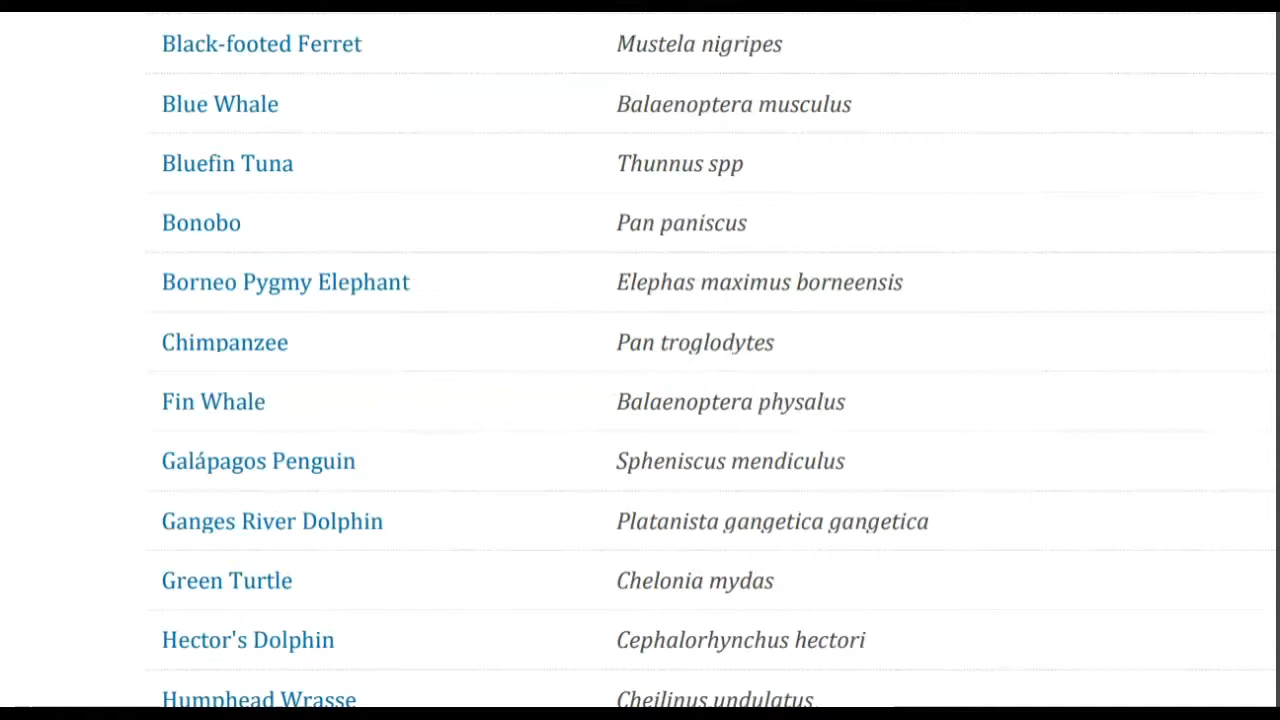 Black-footed Ferret Mustela nigripes
Blue Whale Balaenoptera musculus
Bluefin Tuna Thunnus spp
Bonobo Pan paniscus
Borneo Pygmy Elephant Elephas maximus borneensis
Chimpanzee Pan troglodytes
Fin Whale Balaenoptera physalus
Galápagos Penguin Spheniscus mendiculus
Ganges River Dolphin Platanista gangetica gangetica
Green Turtle Chelonia mydas
Hector's Dolphin Cephalorhynchus hectori
Humphead Wrasse Cheilinus undulatus